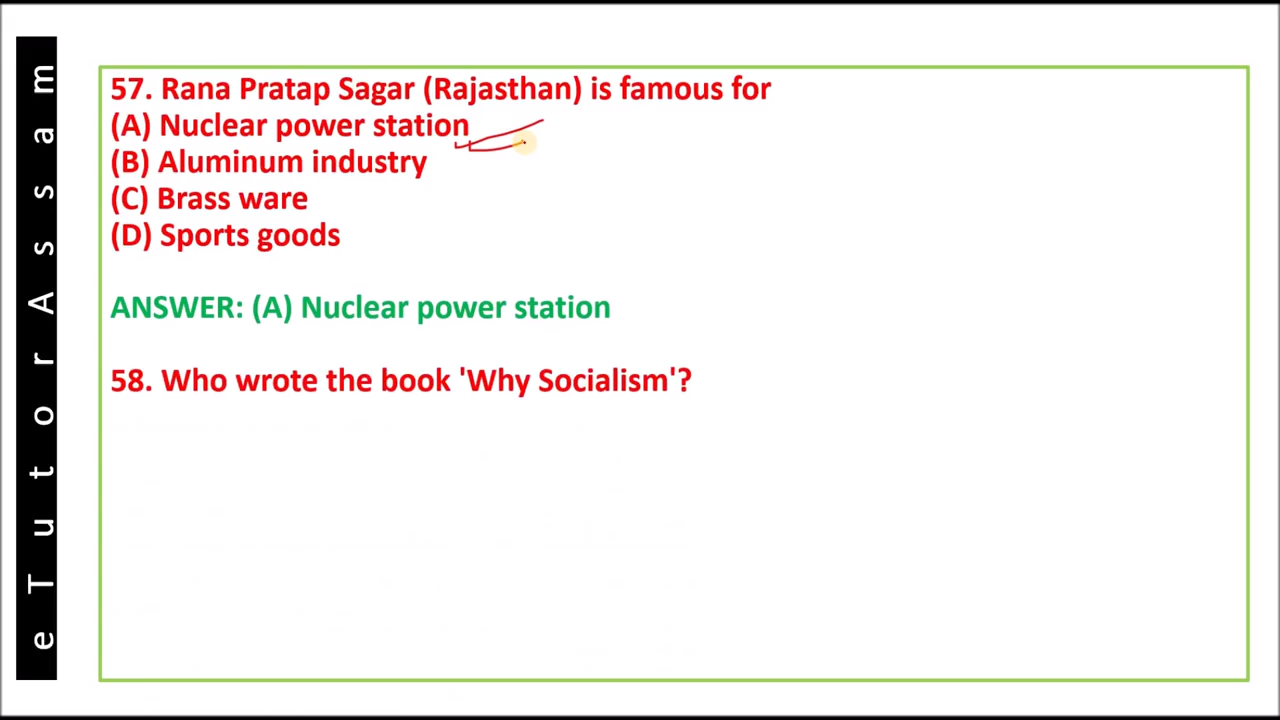 57. Rana Pratap Sagar (Rajasthan) is famous for
(A) Nuclear power station
(B) Aluminum industry
(C) Brass ware
(D) Sports goods
ANSWER: (A) Nuclear power station
58. Who wrote the book 'Why Socialism'?
eTutorAssam